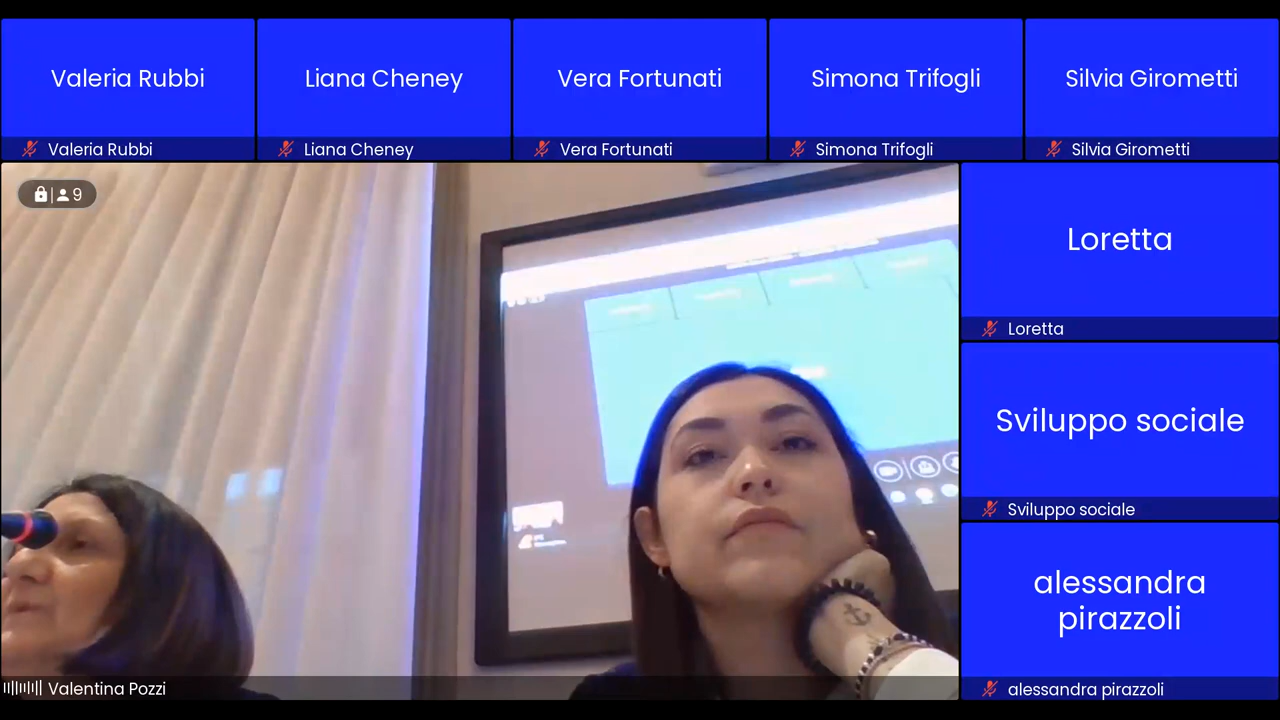 Valeria Rubbi
Liana Cheney
Vera Fortunati
Simona Trifogli
Silvia Girometti
Valeria Rubbi
Liana Cheney
Vera Fortunati
Simona Trifogli
Silvia Girometti
9
Loretta
Loretta
Sviluppo sociale
Sviluppo sociale
alessandra
pirazzoli
Valentina Pozzi
alessandra pirazzoli